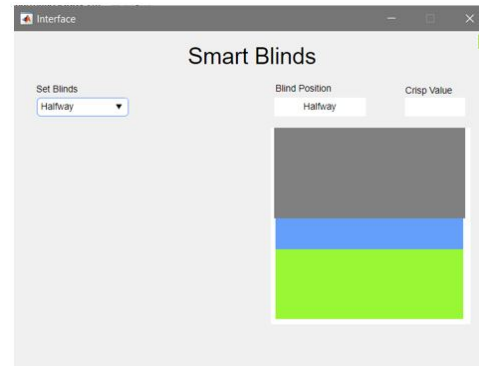 Interface
Smart Blinds
Set Blinds
Halfway
Blind Position
Halfway
Crisp Value